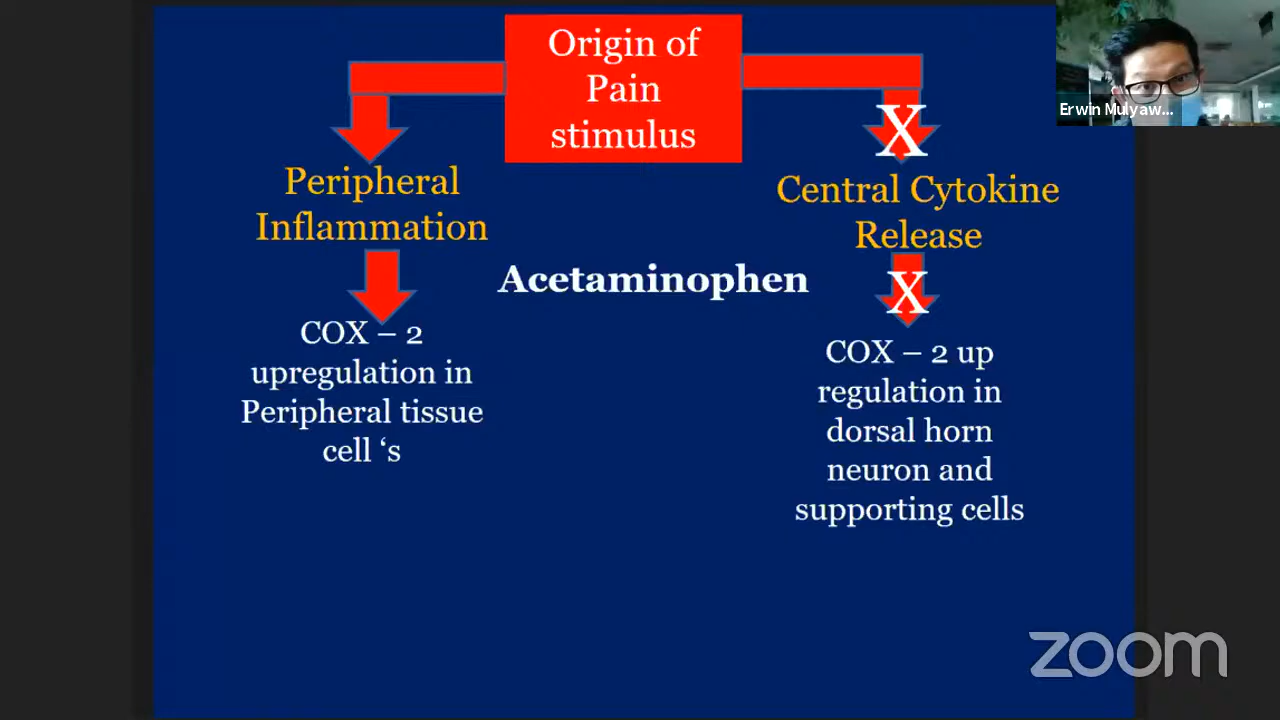 Origin of
Pain
stimulus
Erwin Mulyaw...
X
Peripheral
Inflammation
Central Cytokine
Release
Acetaminophen
X
COX – 2
upregulation in
Peripheral tissue
cell ‘s
COX – 2 up
regulation in
dorsal horn
neuron and
supporting cells
zoom